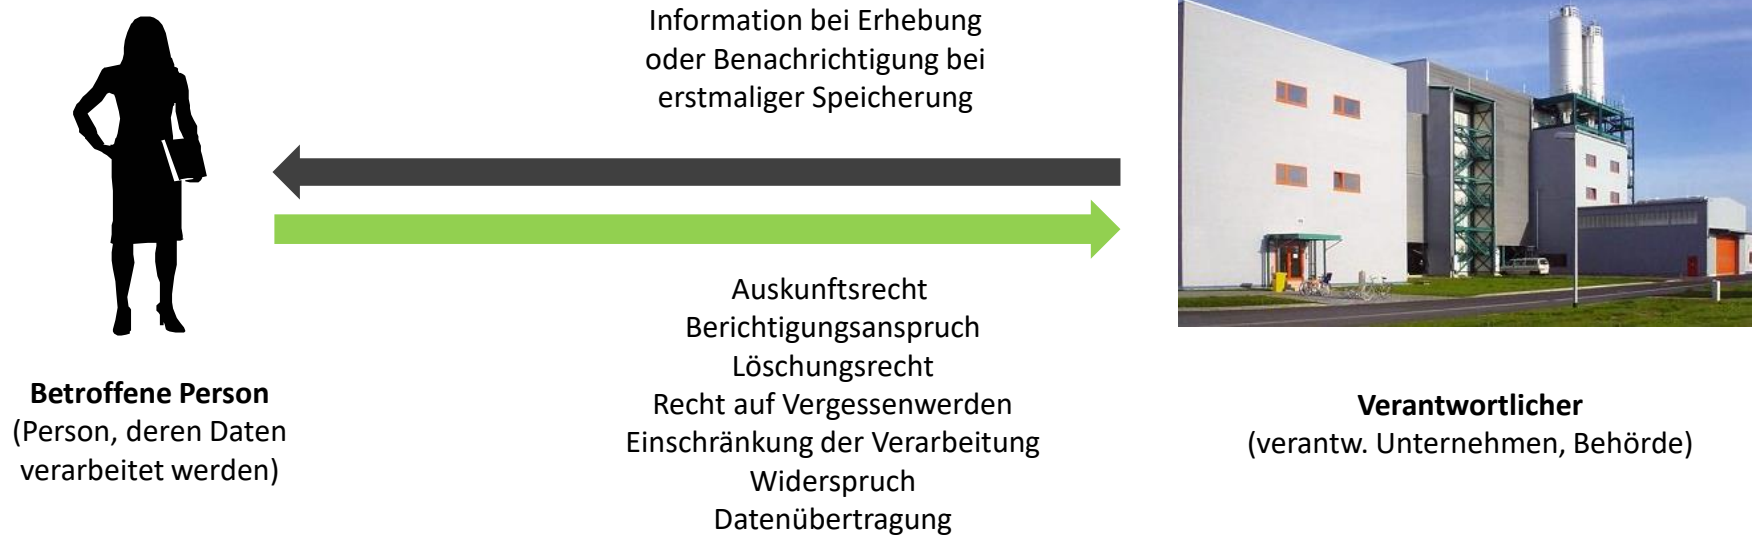 Information bei Erhebung
oder Benachrichtigung bei
erstmaliger Speicherung
Auskunftsrecht
Berichtigungsanspruch
Löschungsrecht
Recht auf Vergessenwerden
Einschränkung der Verarbeitung
Widerspruch
Datenübertragung
Betroffene Person
(Person, deren Daten
verarbeitet werden)
Verantwortlicher
(verantw. Unternehmen, Behörde)